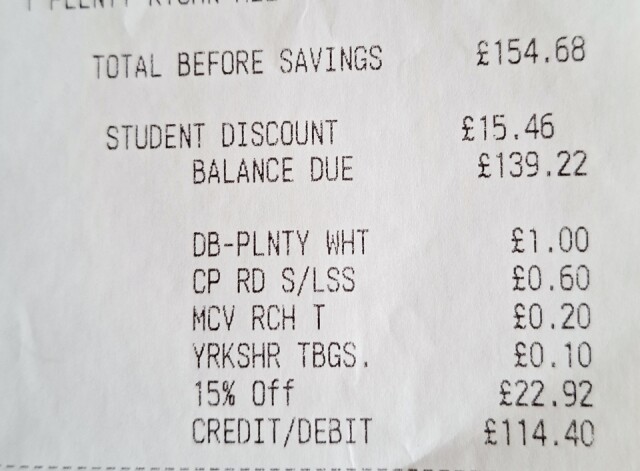 TOTAL BEFORE SAVINGS £154.68
STUDENT DISCOUNT £15.46
BALANCE DUE £139.22
DB-PLNTY WHT £1.00
CP RD S/LSS £0.60
MCV RCH T £0.20
YRKSHR TBGS. £0.10
15% Off £22.92
CREDIT/DEBIT £114.40